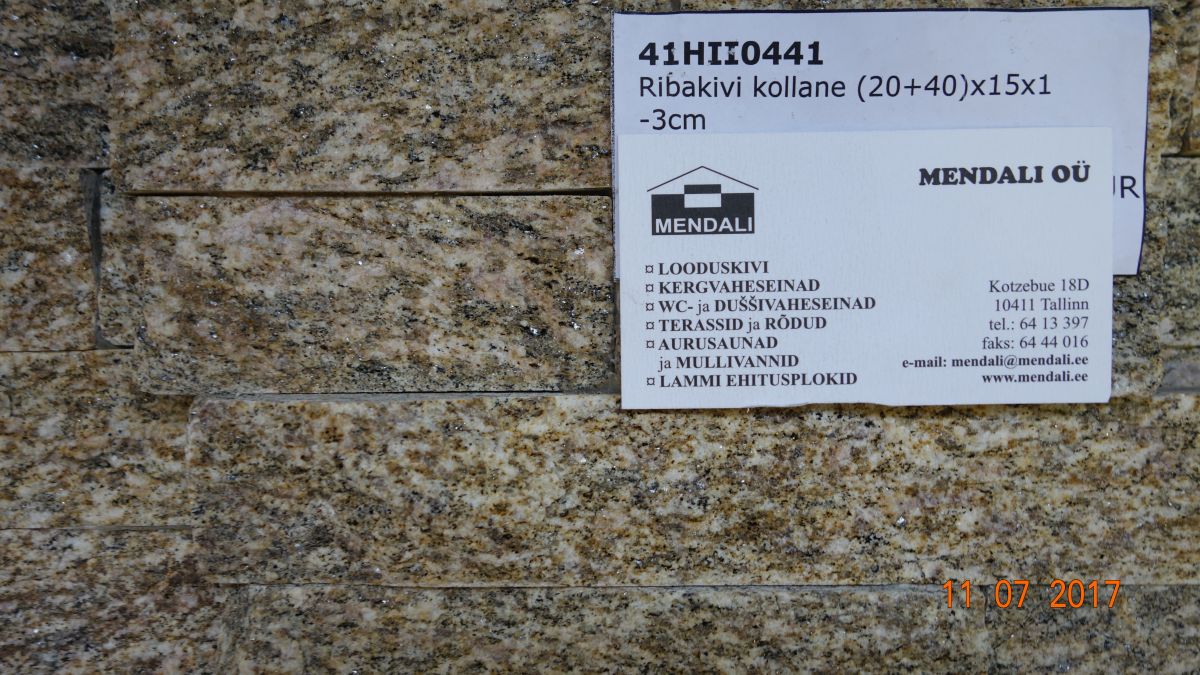 41HII0441
Ribakivi kollane (20+40)x15x1
-3cm
UR
MENDALI
MENDALI OÜ
¤ LOODUSKIVI
¤ KERGVAHESEINAD
¤ WC- ja DUŠŠIVAHESEINAD
¤ TERASSID ja RÕDUD
¤ AURUSAUNAD
ja MULLIVANNID
¤ LAMMI EHITUSPLOKID
Kotzebue 18D
10411 Tallinn
tel.: 64 13 397
faks: 64 44 016
e-mail: mendali@mendali.ee
www.mendali.ee
11 07 2017